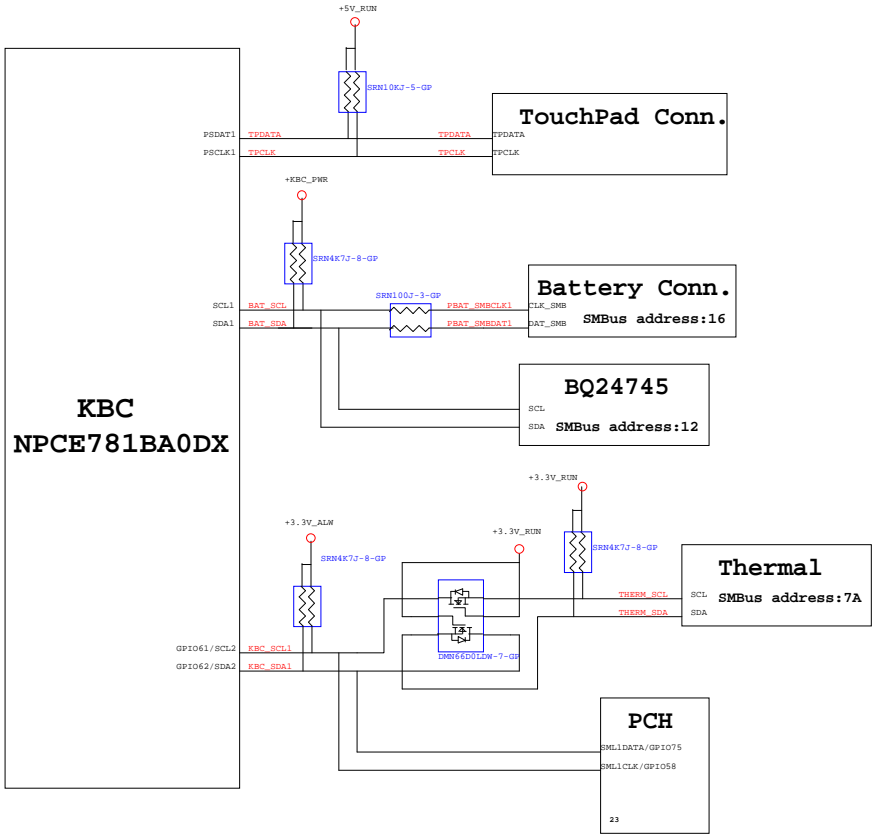 +5V_RUN
SRN10KJ-5-GP
TouchPad Conn.
PSDAT1 TPDATA TPDATA TPDATA
PSCLK1 TPCLK TPCLK TPCLK
+KBC_PWR
SRN4K7J-8-GP
SRN100J-3-GP
Battery Conn.
SCL1 BAT_SCL PBAT_SMBCLK1 CLK_SMB
SMBus address:16
SDA1 BAT_SDA PBAT_SMBDAT1 DAT_SMB
BQ24745
KBC
SCL
SDA SMBus address:12
NPCE781BA0DX
+3.3V_RUN
+3.3V_ALW
+3.3V_RUN
SRN4K7J-8-GP
SRN4K7J-8-GP
Thermal
THERM_SCL SCL SMBus address:7A
THERM_SDA SDA
GPIO61/SCL2 KBC_SCL1
DMN66D0LDW-7-GP
GPIO62/SDA2 KBC_SDA1
PCH
SML1DATA/GPIO75
SML1CLK/GPIO58
23